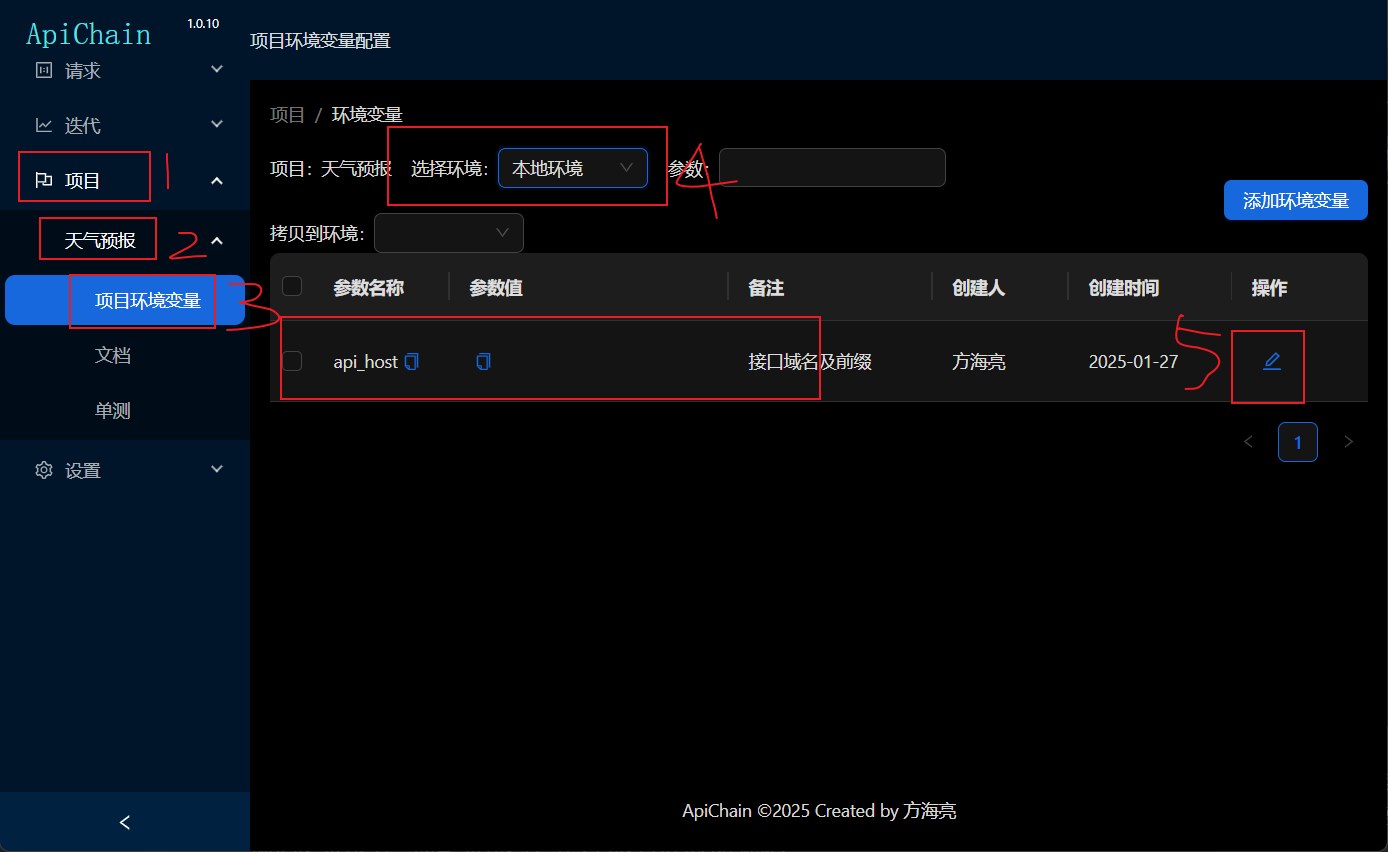 ApiChain 1.0.10
项目环境变量配置
请求
迭代
项目 1
天气预报 2
项目环境变量 3
文档
单测
设置
项目 / 环境变量
项目：天气预报 选择环境： 本地环境 4 参数:
添加环境变量
拷贝到环境：
参数名称 参数值 备注 创建人 创建时间 操作
api_host 接口域名及前缀 方海亮 2025-01-27 5
1
ApiChain ©2025 Created by 方海亮